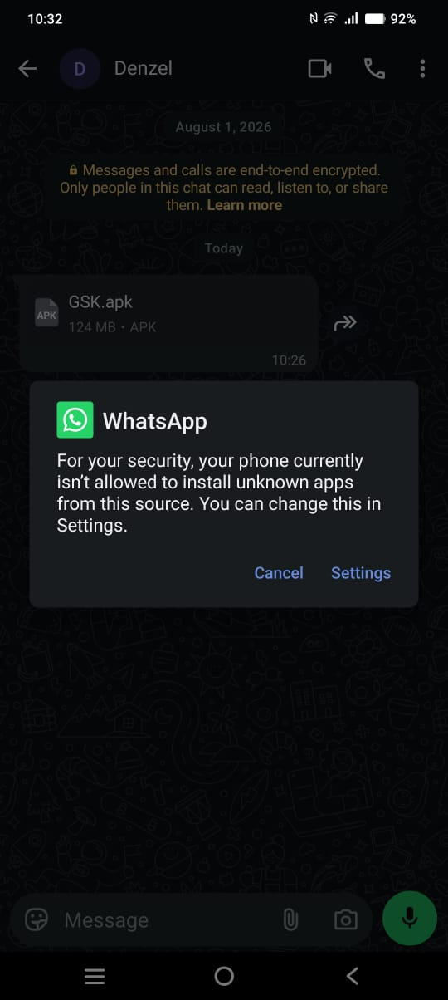 10:32
92%
D
Denzel
August 1, 2026
Messages and calls are end-to-end encrypted.
Only people in this chat can read, listen to, or share
them. Learn more
Today
GSK.apk
APK
124 MB • APK
10:26
WhatsApp
For your security, your phone currently
isn’t allowed to install unknown apps
from this source. You can change this in
Settings.
Cancel
Settings
Message